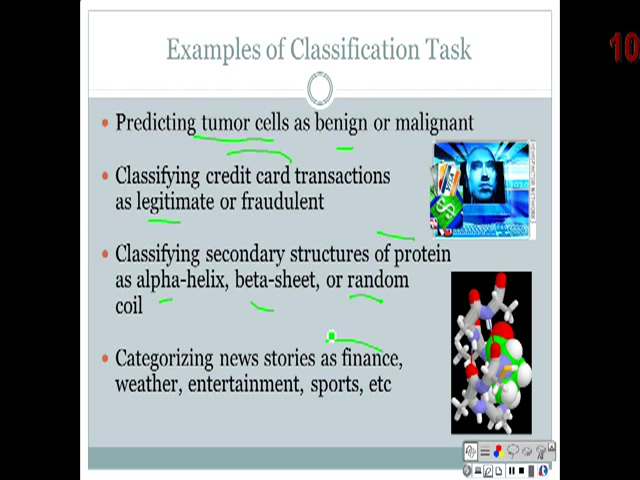 10
Examples of Classification Task
• Predicting tumor cells as benign or malignant
• Classifying credit card transactions
as legitimate or fraudulent
• Classifying secondary structures of protein
as alpha-helix, beta-sheet, or random
coil
• Categorizing news stories as finance,
weather, entertainment, sports, etc
VISA